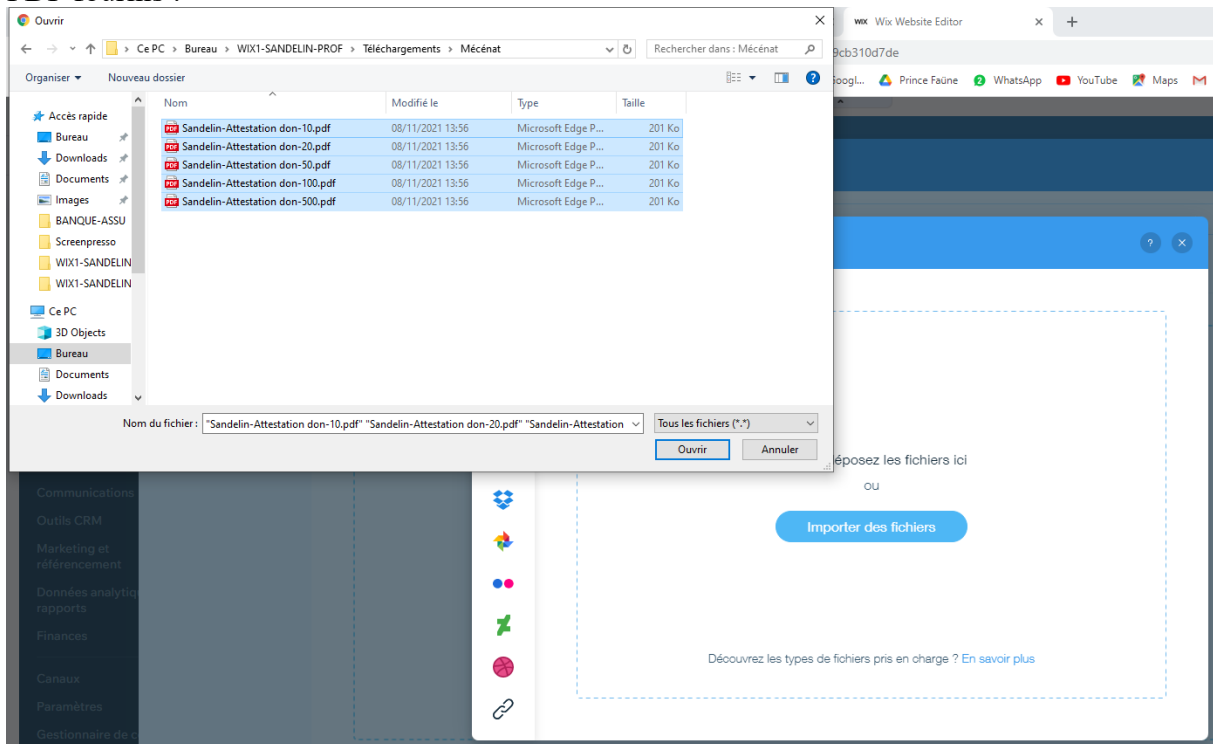 Ouvrir
WIX Wix Website Editor
Ce PC > Bureau > WIX1-SANDELIN-PROF > Téléchargements > Mécénat
Rechercher dans : Mécénat
9cb310d7de
Organiser Nouveau dossier
Googl... Prince Faüne WhatsApp YouTube Maps
Nom Modifié le Type Taille
Accès rapide
Bureau
Downloads
Documents
Images
BANQUE-ASSU
Screenpresso
WIX1-SANDELIN
WIX1-SANDELIN
Ce PC
3D Objects
Bureau
Documents
Downloads
Sandelin-Attestation don-10.pdf 08/11/2021 13:56 Microsoft Edge P... 201 Ko
Sandelin-Attestation don-20.pdf 08/11/2021 13:56 Microsoft Edge P... 201 Ko
Sandelin-Attestation don-50.pdf 08/11/2021 13:56 Microsoft Edge P... 201 Ko
Sandelin-Attestation don-100.pdf 08/11/2021 13:56 Microsoft Edge P... 201 Ko
Sandelin-Attestation don-500.pdf 08/11/2021 13:56 Microsoft Edge P... 201 Ko
Nom du fichier : "Sandelin-Attestation don-10.pdf" "Sandelin-Attestation don-20.pdf" "Sandelin-Attestation
Tous les fichiers (*.*)
Ouvrir Annuler
éposez les fichiers ici
ou
Importer des fichiers
Découvrez les types de fichiers pris en charge ? En savoir plus
Communications
Outils CRM
Marketing et
référencement
Données analytiq
rapports
Finances
Canaux
Paramètres
Gestionnaire de c